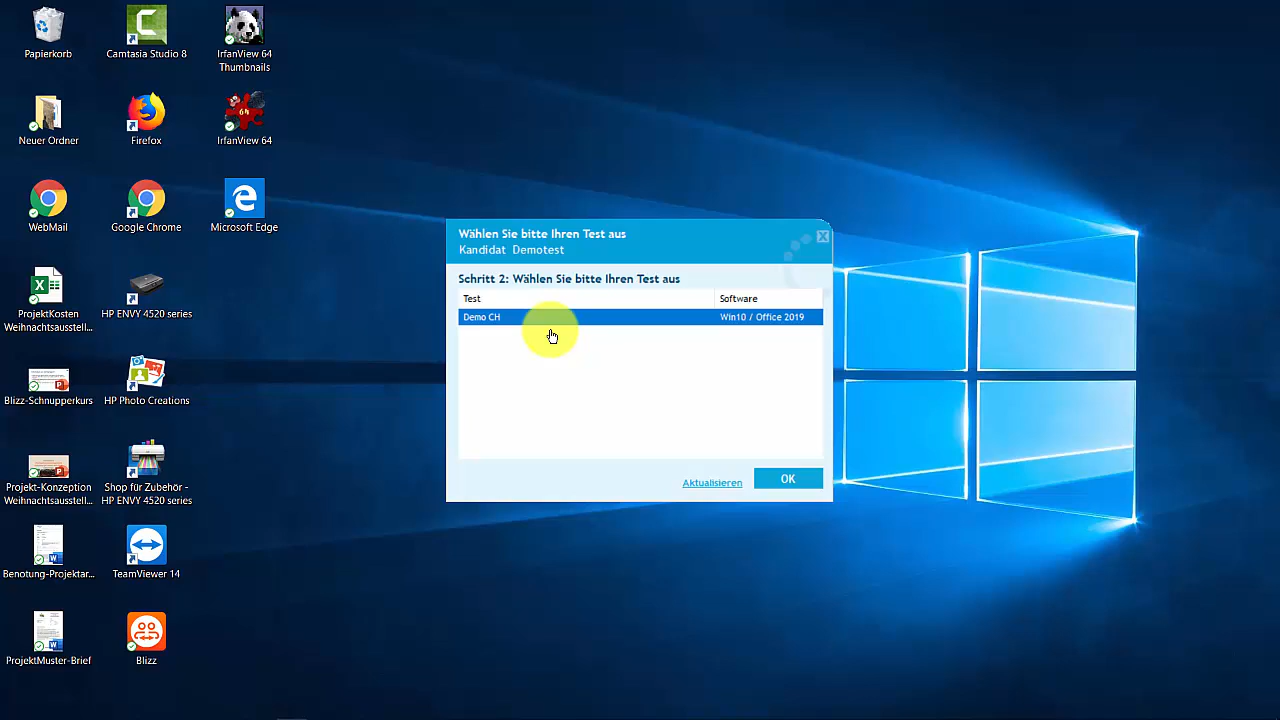 Papierkorb
Camtasia Studio 8
IrfanView 64
Thumbnails
Neuer Ordner
Firefox
IrfanView 64
WebMail
Google Chrome
Microsoft Edge
ProjektKosten
Weihnachtsausstell...
HP ENVY 4520 series
Blizz-Schnupperkurs
HP Photo Creations
Projekt-Konzeption
Weihnachtsausstell...
Shop für Zubehör -
HP ENVY 4520 series
Benotung-Projektar...
TeamViewer 14
ProjektMuster-Brief
Blizz
Wählen Sie bitte Ihren Test aus
Kandidat Demotest
Schritt 2: Wählen Sie bitte Ihren Test aus
Test Software
Demo CH Win10 / Office 2019
Aktualisieren OK